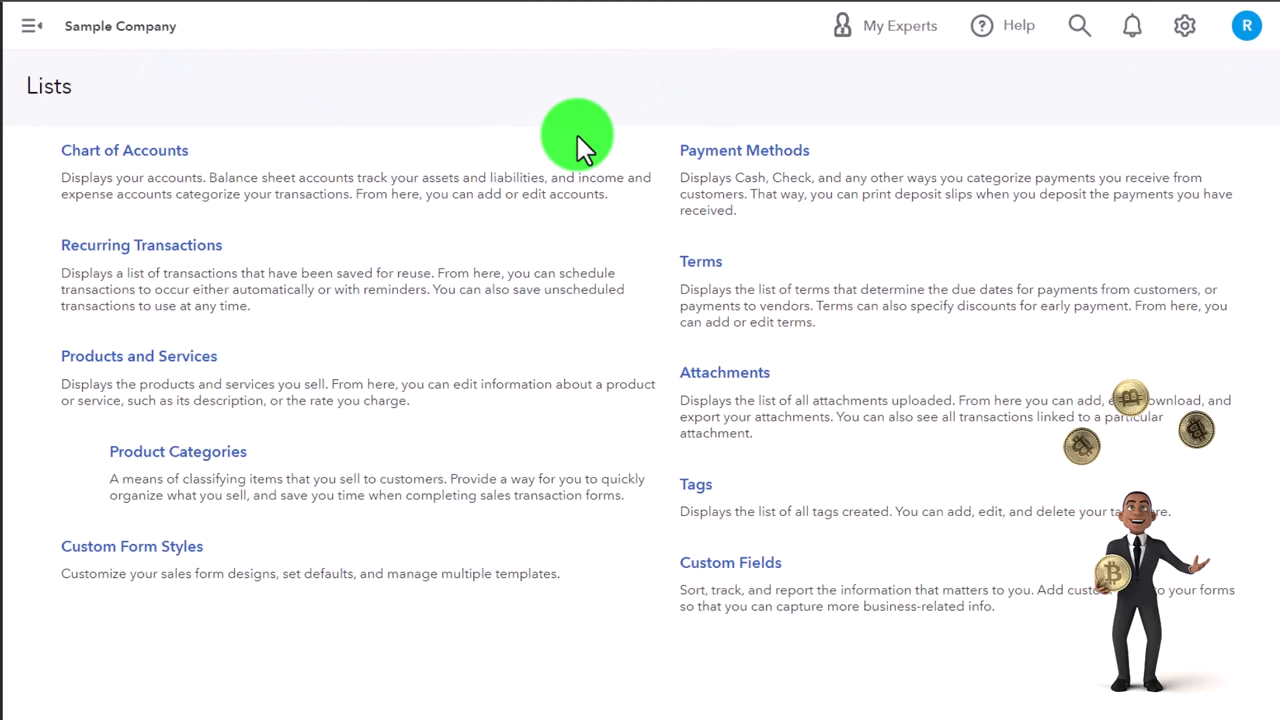 Sample Company
My Experts
Help
R
Lists
Chart of Accounts
Displays your accounts. Balance sheet accounts track your assets and liabilities, and income and
expense accounts categorize your transactions. From here, you can add or edit accounts.
Recurring Transactions
Displays a list of transactions that have been saved for reuse. From here, you can schedule
transactions to occur either automatically or with reminders. You can also save unscheduled
transactions to use at any time.
Products and Services
Displays the products and services you sell. From here, you can edit information about a product
or service, such as its description, or the rate you charge.
Product Categories
A means of classifying items that you sell to customers. Provide a way for you to quickly
organize what you sell, and save you time when completing sales transaction forms.
Custom Form Styles
Customize your sales form designs, set defaults, and manage multiple templates.
Payment Methods
Displays Cash, Check, and any other ways you categorize payments you receive from
customers. That way, you can print deposit slips when you deposit the payments you have
received.
Terms
Displays the list of terms that determine the due dates for payments from customers, or
payments to vendors. Terms can also specify discounts for early payment. From here, you
can add or edit terms.
Attachments
Displays the list of all attachments uploaded. From here you can add, and
export your attachments. You can also see all transactions linked to a particular
attachment.
Tags
Displays the list of all tags created. You can add, edit, and delete your
Custom Fields
Sort, track, and report the information that matters to you. Add to your forms
so that you can capture more business-related info.